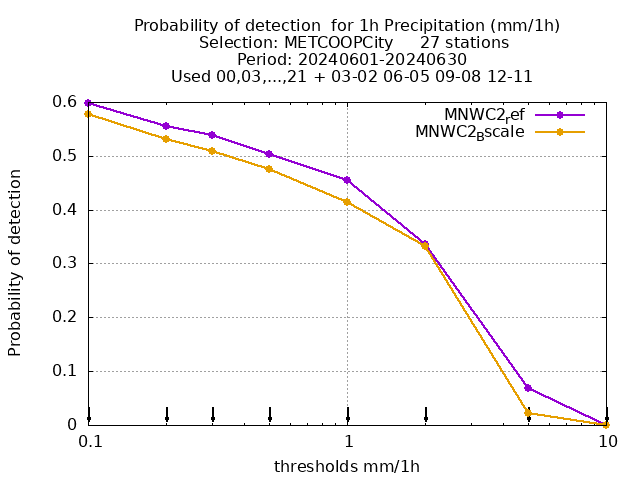 Probability of detection  for 1h Precipitation (mm/1h)
Selection: METCOOPCity     27 stations
Period: 20240601-20240630
Used 00,03,...,21 + 03-02 06-05 09-08 12-11
MNWC2ref
MNWC2Bscale
0.6
0.5
0.4
0.3
0.2
0.1
0
Probability of detection
0.1
1
10
thresholds mm/1h